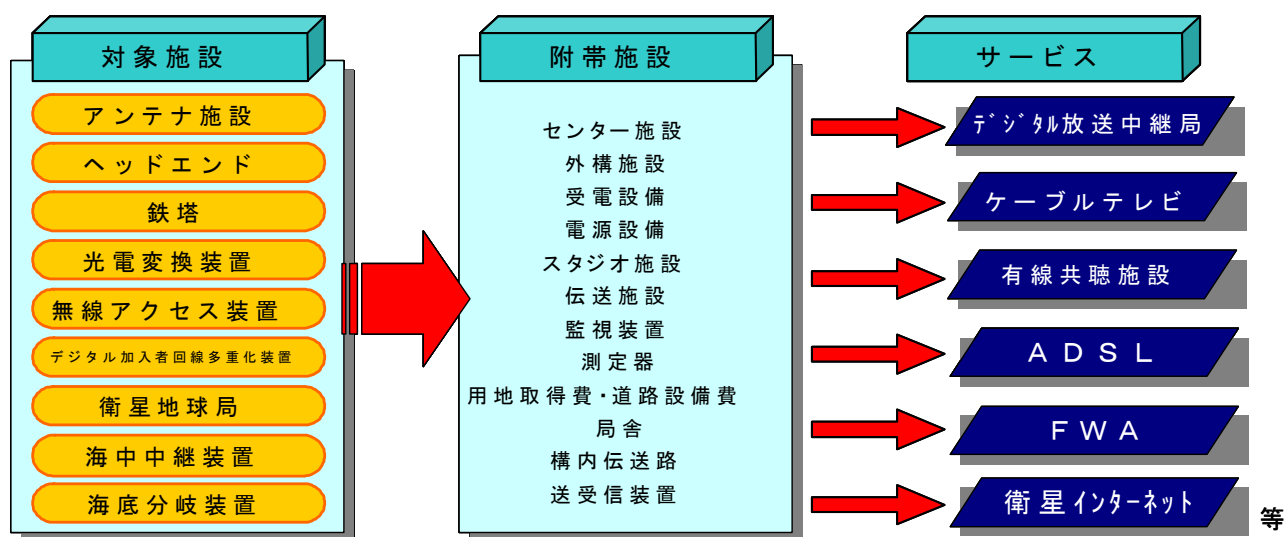 対象施設
アンテナ施設
ヘッドエンド
鉄塔
光電変換装置
無線アクセス装置
デジタル加入者回線多重化装置
衛星地球局
海中中継装置
海底分岐装置
附帯施設
センター施設
外構施設
受電設備
電源設備
スタジオ施設
伝送施設
監視装置
測定器
用地取得費・道路設備費
局舎
構内伝送路
送受信装置
サービス
ﾃﾞｼﾞﾀﾙ放送中継局
ケーブルテレビ
有線共聴施設
ＡＤＳＬ
ＦＷＡ
衛星ｲﾝﾀｰﾈｯﾄ
等